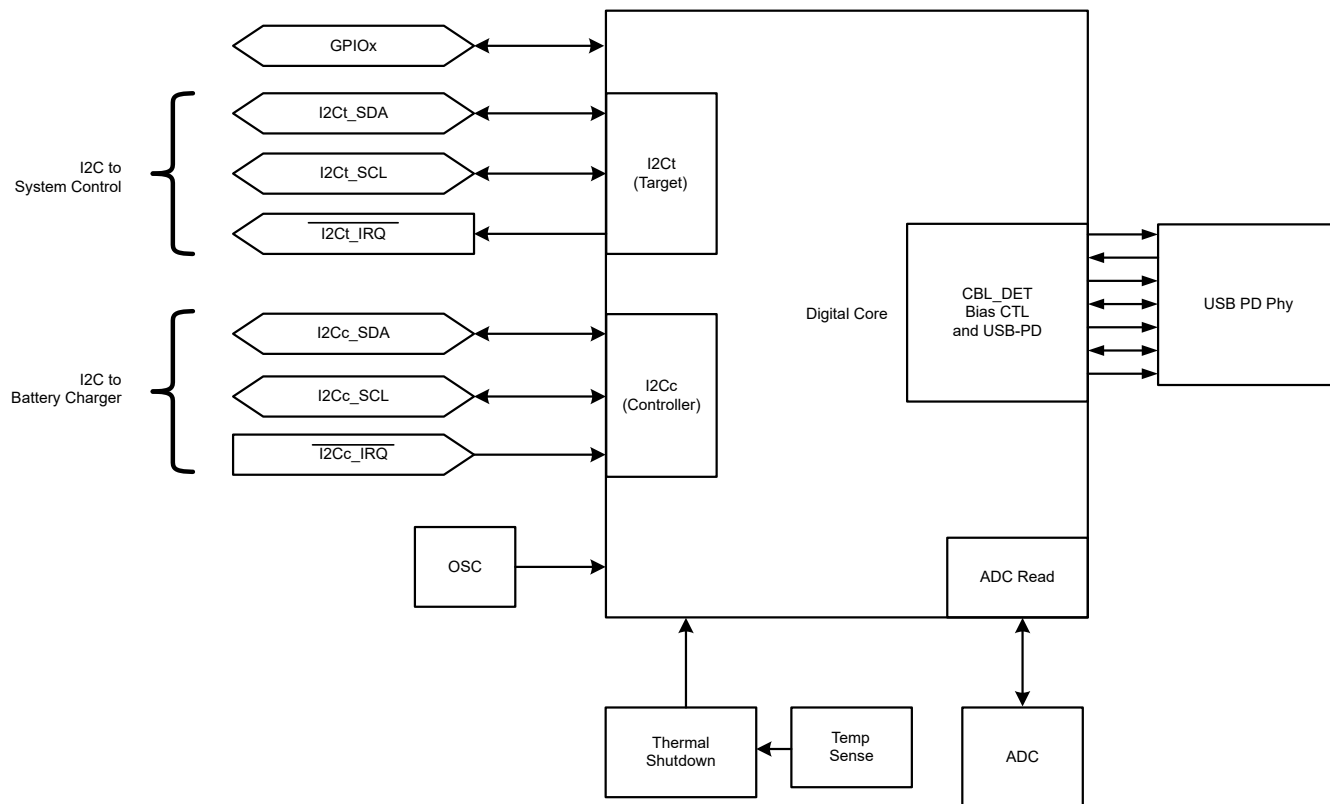 GPIOx
I2C to
System Control
I2Ct_SDA
I2Ct_SCL
I2Ct_IRQ
I2Ct
(Target)
I2C to
Battery Charger
I2Cc_SDA
I2Cc_SCL
I2Cc_IRQ
I2Cc
(Controller)
Digital Core
CBL_DET
Bias CTL
and USB-PD
USB PD Phy
OSC
ADC Read
Thermal
Shutdown
Temp
Sense
ADC